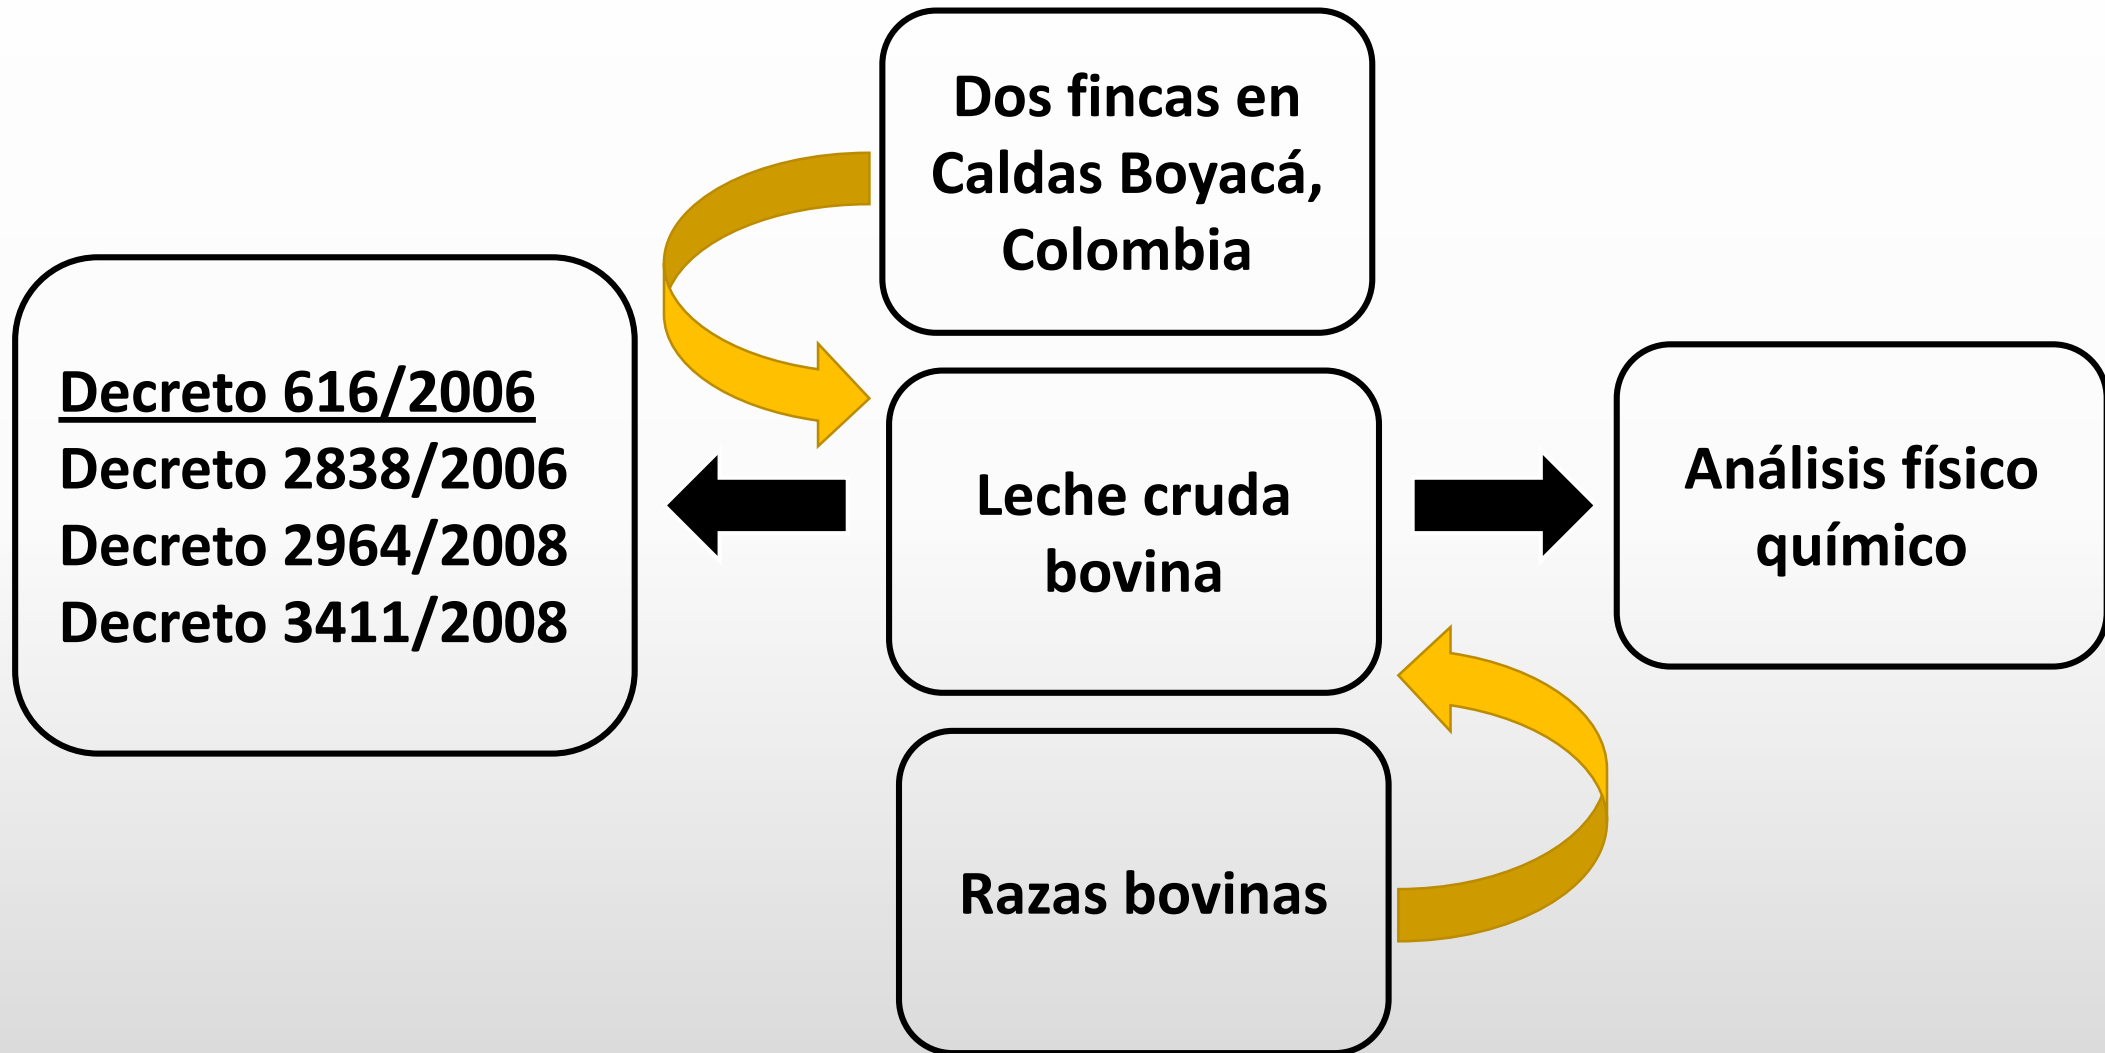 Dos fincas en
Caldas Boyacá,
Colombia
Decreto 616/2006
Decreto 2838/2006
Decreto 2964/2008
Decreto 3411/2008
Leche cruda
bovina
Análisis físico
químico
Razas bovinas